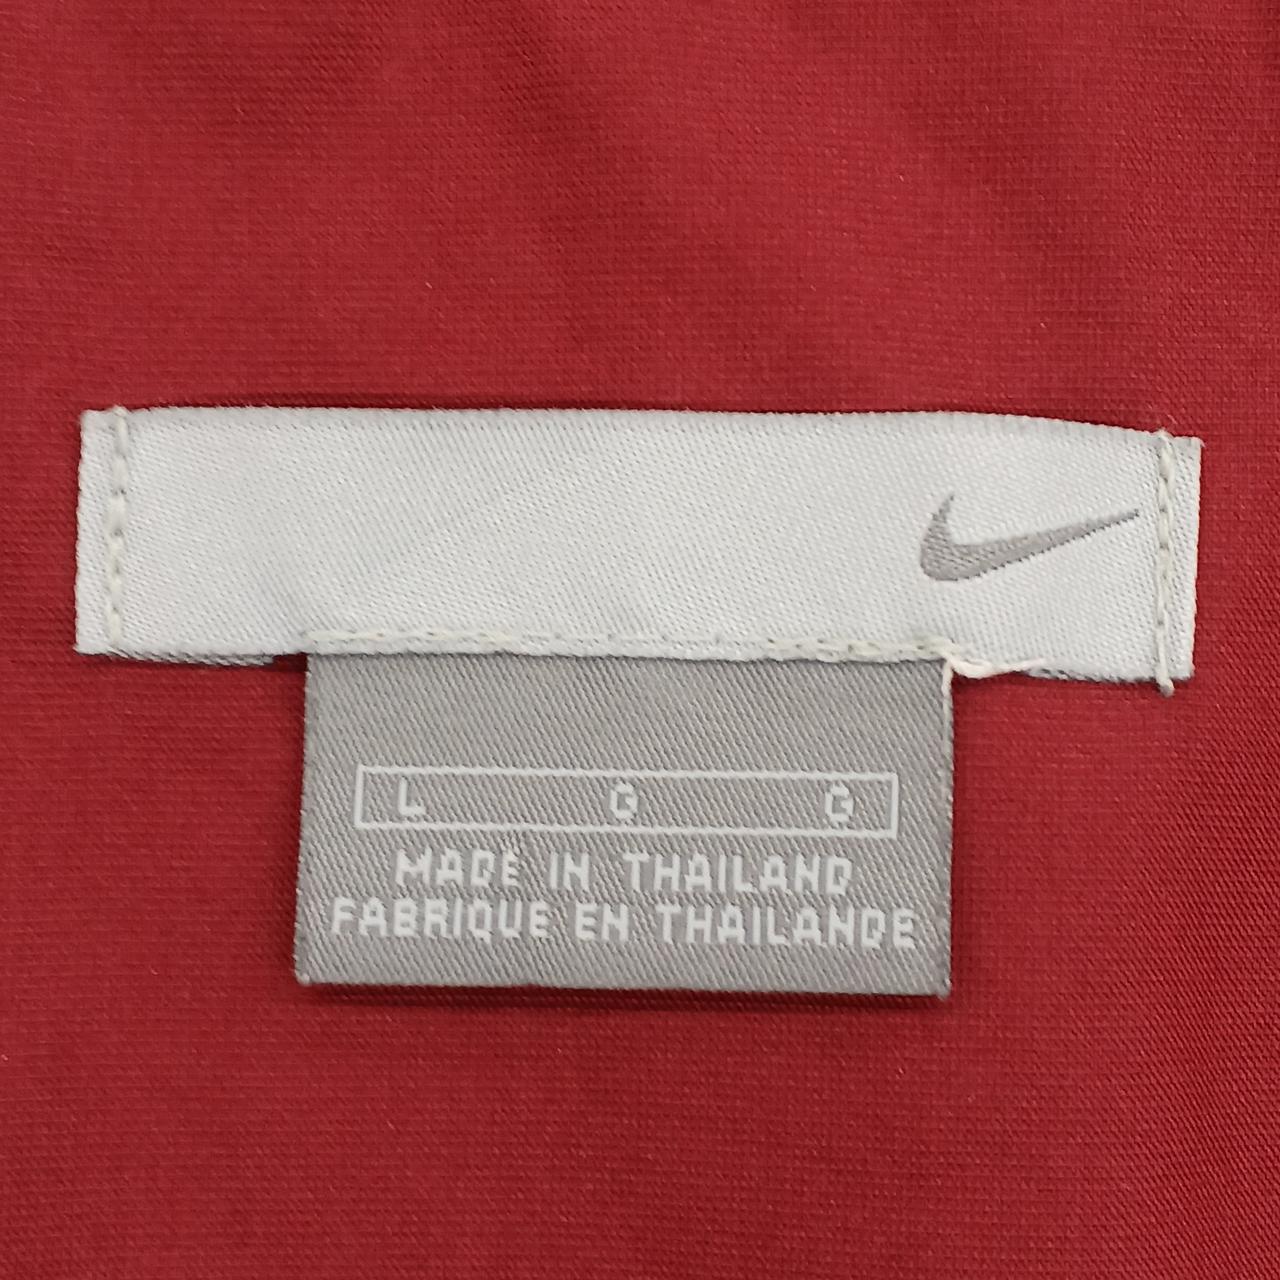 L G G
MADE IN THAILAND
FABRIQUE EN THAILANDE